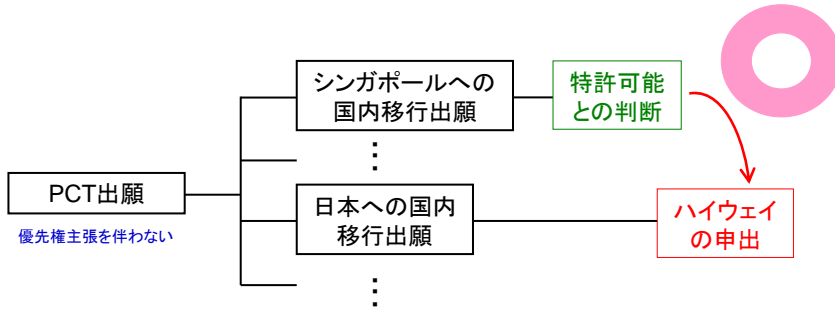 シンガポールへの
国内移行出願
特許可能
との判断
⋮
PCT出願
優先権主張を伴わない
日本への国内
移行出願
ハイウェイ
の申出
⋮